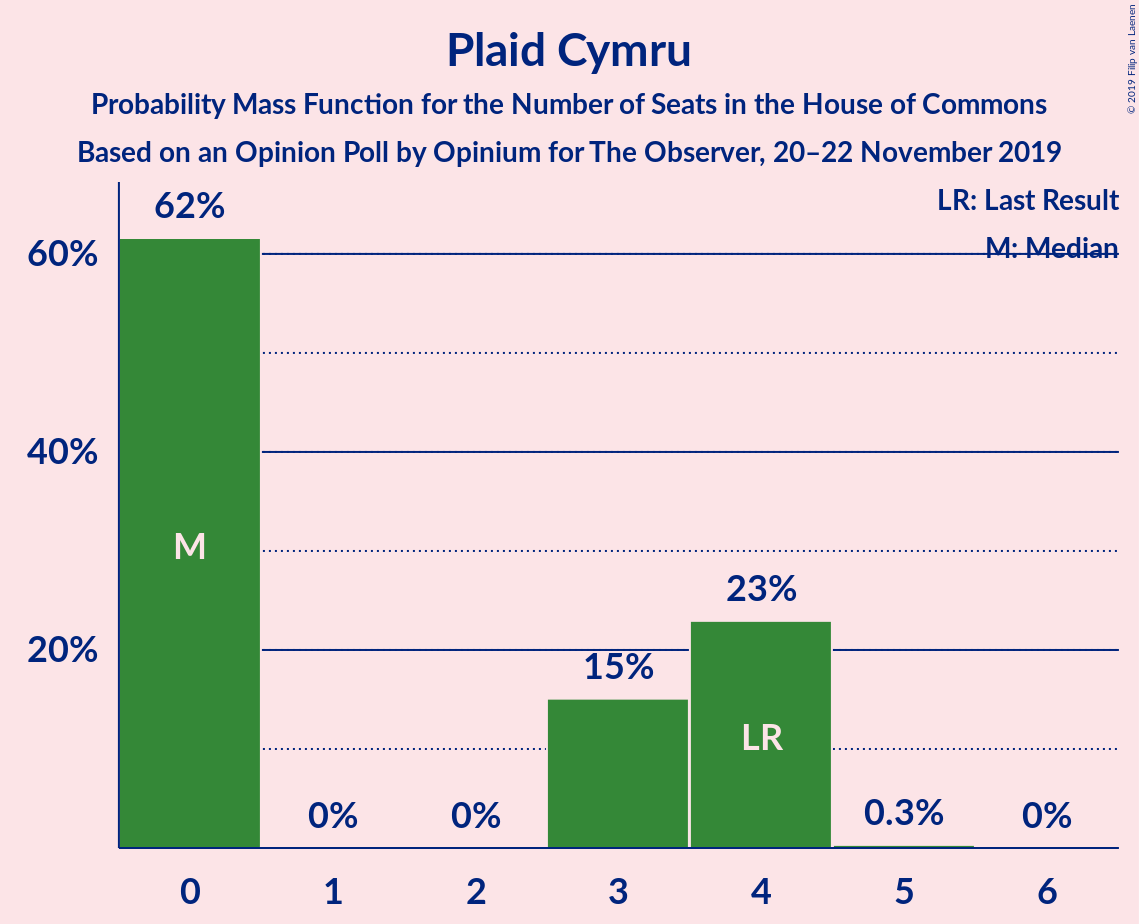 Plaid Cymru
Probability Mass Function for the Number of Seats in the House of Commons
Based on an Opinion Poll by Opinium for The Observer, 20–22 November 2019
© 2019 Filip van Laenen
LR: Last Result
M: Median
62%
60%
M
40%
23%
20%
15%
LR
0%
0%
0.3%
0%
0 1 2 3 4 5 6